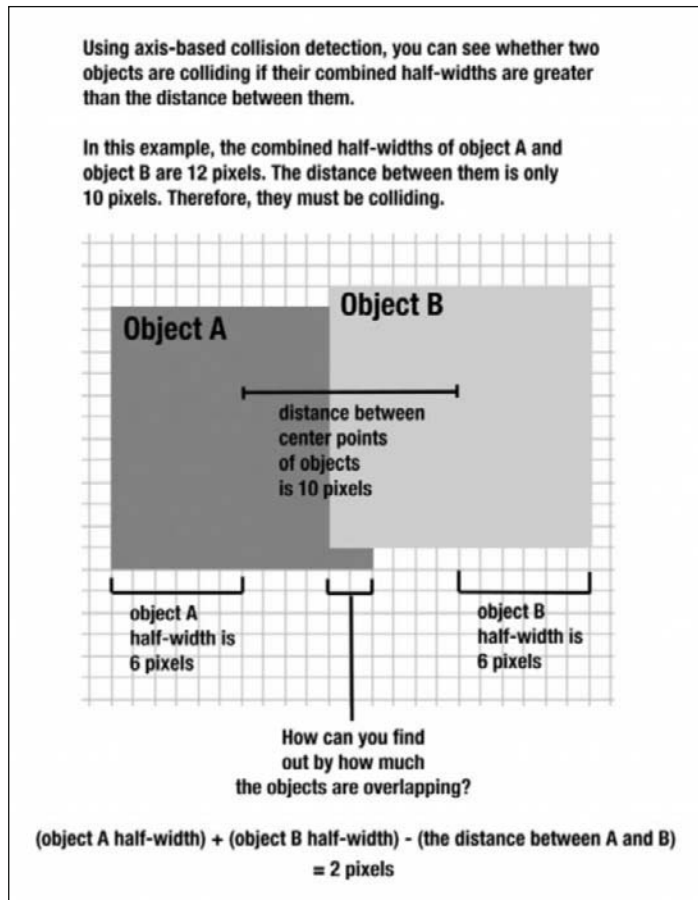 Using axis-based collision detection, you can see whether two
objects are colliding if their combined half-widths are greater
than the distance between them.
In this example, the combined half-widths of object A and
object B are 12 pixels. The distance between them is only
10 pixels. Therefore, they must be colliding.
Object A
Object B
distance between
center points
of objects
is 10 pixels
object A
half-width is
6 pixels
object B
half-width is
6 pixels
How can you find
out by how much
the objects are overlapping?
(object A half-width) + (object B half-width) - (the distance between A and B)
= 2 pixels